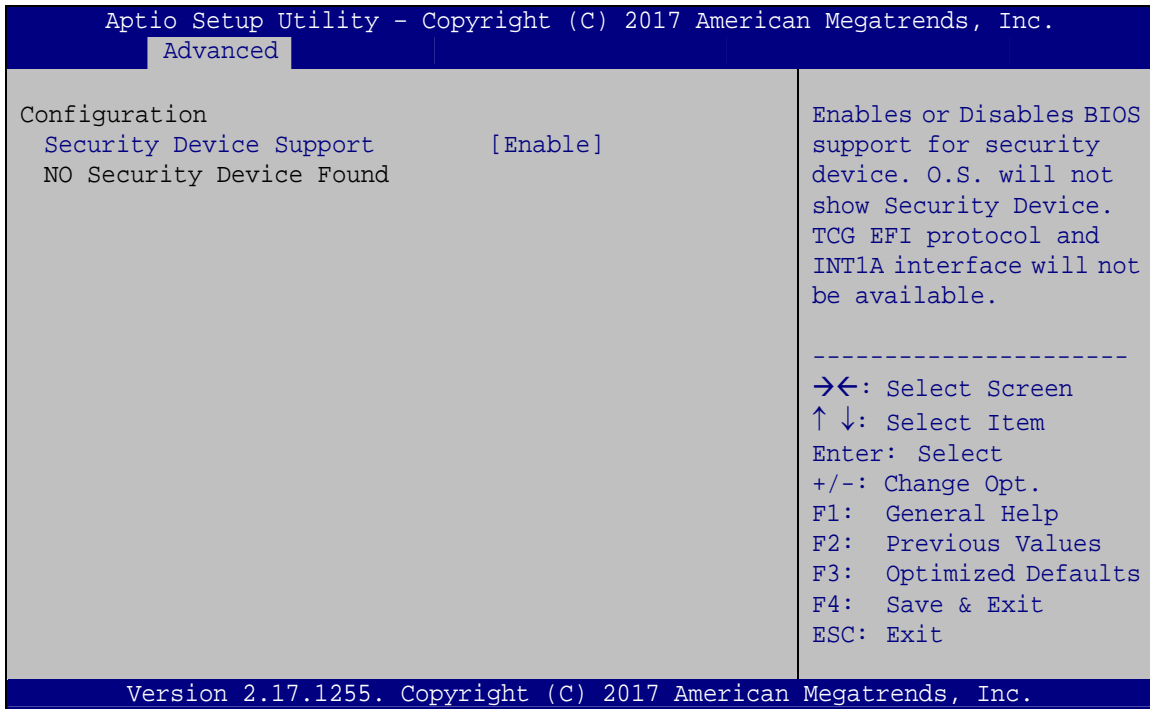 Aptio Setup Utility – Copyright (C) 2017 American Megatrends, Inc.
Advanced
Configuration
Security Device Support [Enable]
NO Security Device Found
Enables or Disables BIOS
support for security
device. O.S. will not
show Security Device.
TCG EFI protocol and
INT1A interface will not
be available.
----------------------
→←: Select Screen
↑ ↓: Select Item
Enter: Select
+/-: Change Opt.
F1: General Help
F2: Previous Values
F3: Optimized Defaults
F4: Save & Exit
ESC: Exit
Version 2.17.1255. Copyright (C) 2017 American Megatrends, Inc.